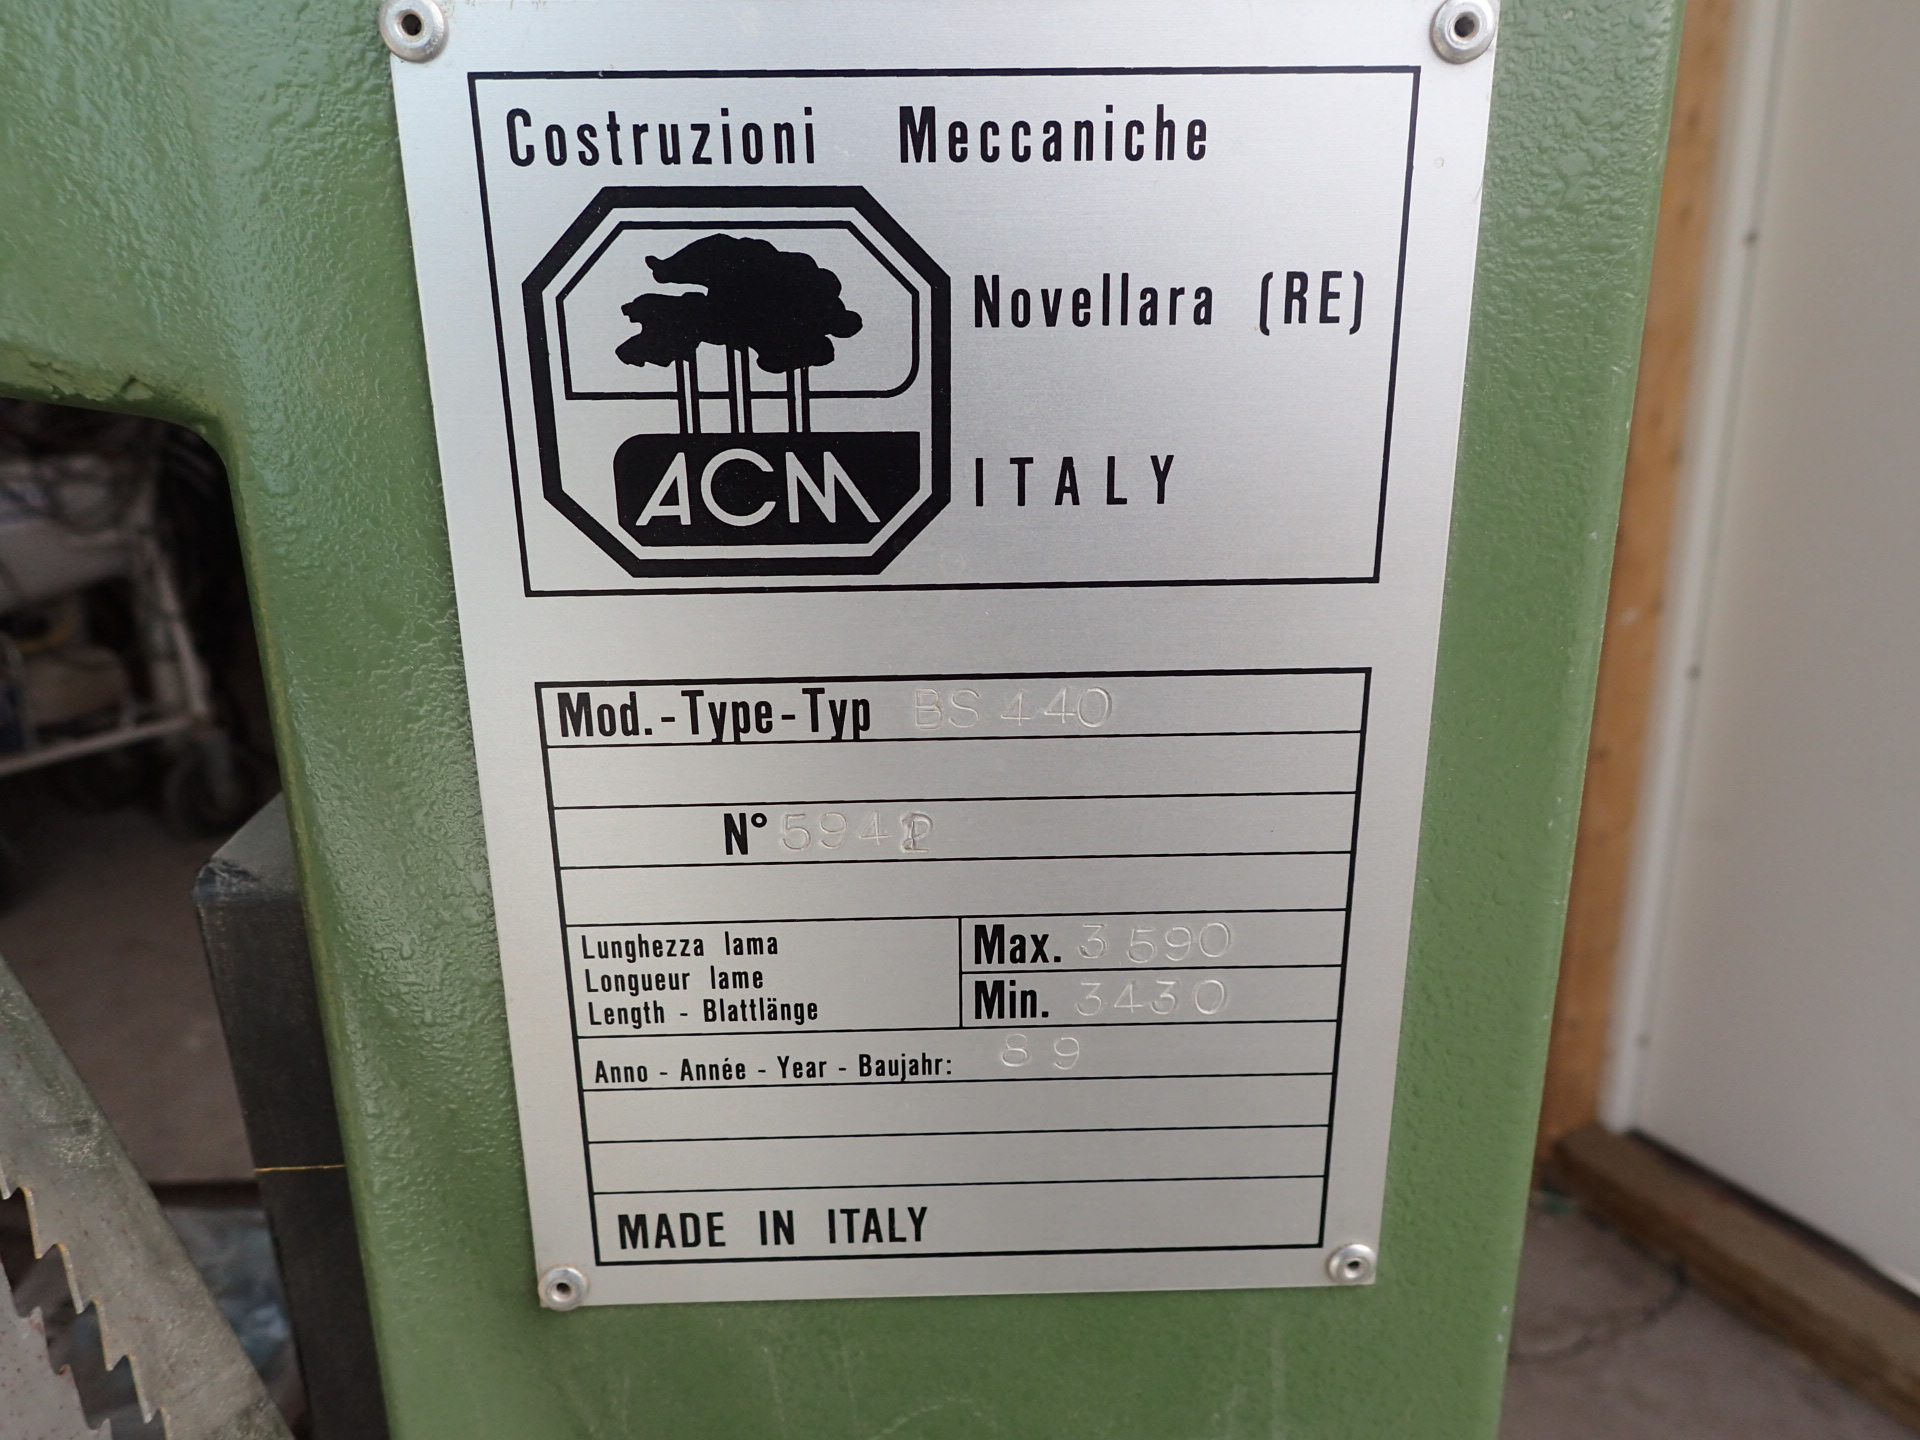 Costruzioni Meccaniche
ACM
Novellara (RE)
ITALY
Mod.-Type-Typ BS 440
N° 594
Lunghezza lama
Longueur lame
Length - Blattlänge
Max. 3590
Min. 3430
Anno - Année - Year - Baujahr: 89
MADE IN ITALY